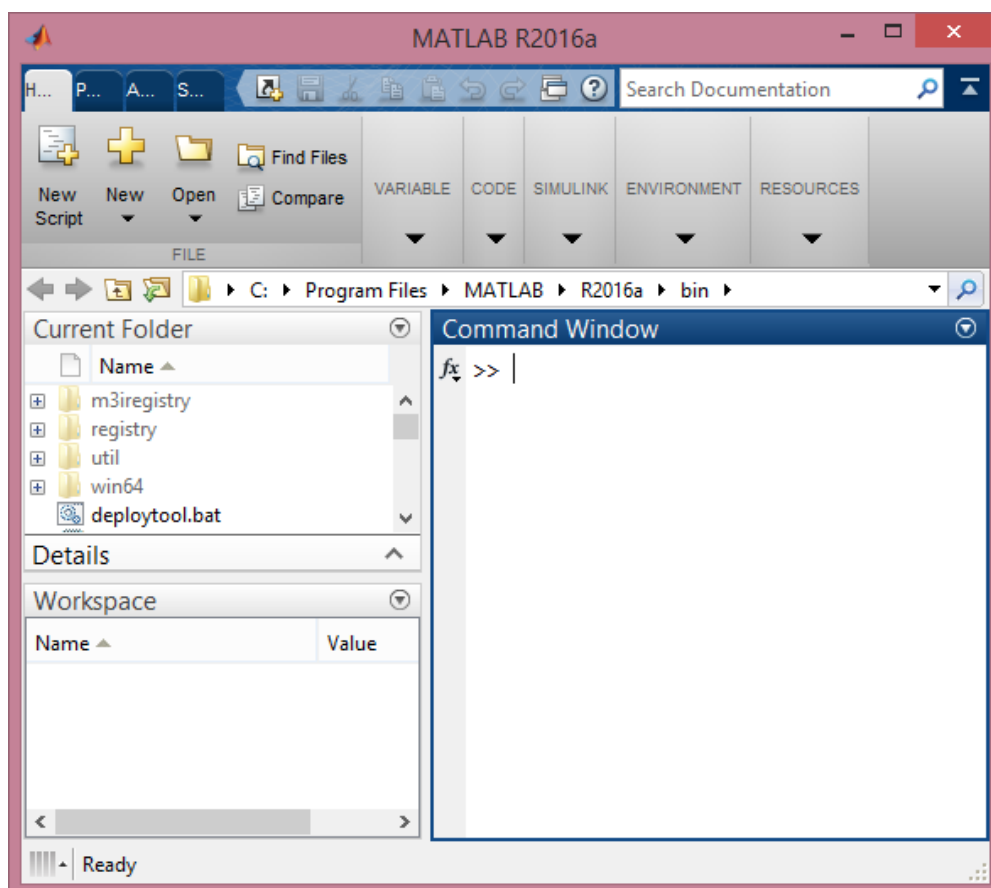 MATLAB R2016a
H... P... A... S... Search Documentation
New Script
New
Open
Find Files
Compare
FILE
VARIABLE
CODE
SIMULINK
ENVIRONMENT
RESOURCES
C: Program Files MATLAB R2016a bin
Current Folder
Name
m3iregistry
registry
util
win64
deploytool.bat
Details
Workspace
Name Value
Command Window
fx >>
Ready